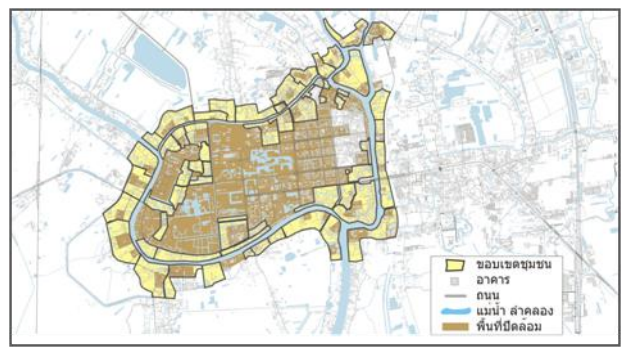 ขอบเขตชุมชน
อาคาร
ถนน
แม่น้ำ ลำคลอง
พื้นที่ปิดล้อม